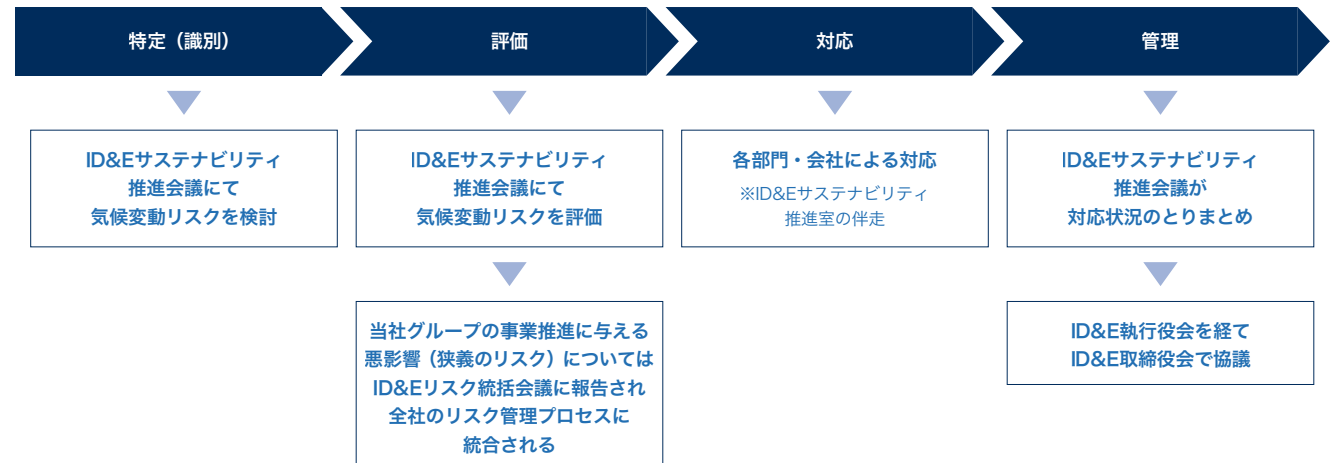 特定（識別）
評価
対応
管理
ID&Eサステナビリティ
推進会議にて
気候変動リスクを検討
ID&Eサステナビリティ
推進会議にて
気候変動リスクを評価
各部門・会社による対応
※ID&Eサステナビリティ
推進室の伴走
ID&Eサステナビリティ
推進会議が
対応状況のとりまとめ
当社グループの事業推進に与える
悪影響（狭義のリスク）については
ID&Eリスク統括会議に報告され
全社のリスク管理プロセスに
統合される
ID&E執行役会を経て
ID&E取締役会で協議